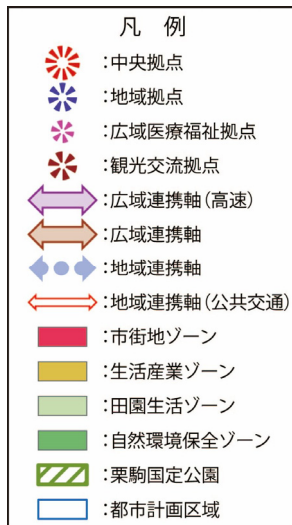 凡 例
:中央拠点
:地域拠点
:広域医療福祉拠点
:観光交流拠点
:広域連携軸(高速)
:広域連携軸
:地域連携軸
:地域連携軸(公共交通)
:市街地ゾーン
:生活産業ゾーン
:田園生活ゾーン
:自然環境保全ゾーン
:栗駒国定公園
:都市計画区域